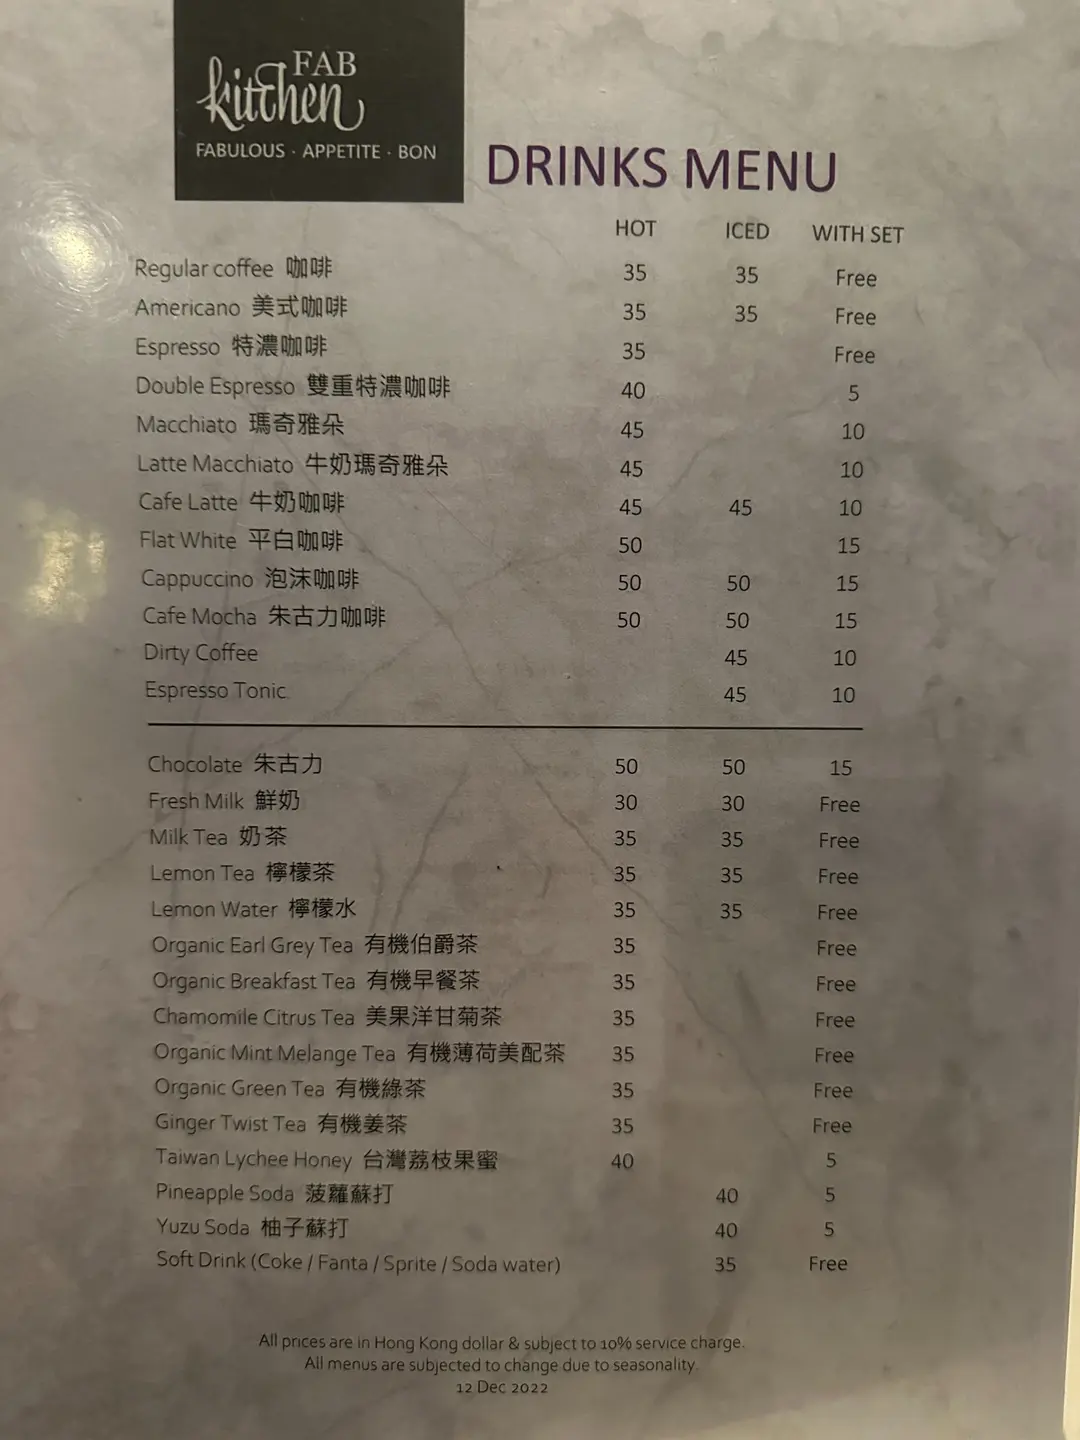 FAB
kitchen
FABULOUS · APPETITE · BON
DRINKS MENU
HOT ICED WITH SET
Regular coffee 咖啡 35 35 Free
Americano 美式咖啡 35 35 Free
Espresso 特濃咖啡 35 Free
Double Espresso 雙重特濃咖啡 40 5
Macchiato 瑪奇雅朵 45 10
Latte Macchiato 牛奶瑪奇雅朵 45 10
Cafe Latte 牛奶咖啡 45 45 10
Flat White 平白咖啡 50 15
Cappuccino 泡沫咖啡 50 50 15
Cafe Mocha 朱古力咖啡 50 50 15
Dirty Coffee 45 10
Espresso Tonic 45 10
Chocolate 朱古力 50 50 15
Fresh Milk 鮮奶 30 30 Free
Milk Tea 奶茶 35 35 Free
Lemon Tea 檸檬茶 35 35 Free
Lemon Water 檸檬水 35 35 Free
Organic Earl Grey Tea 有機伯爵茶 35 Free
Organic Breakfast Tea 有機早餐茶 35 Free
Chamomile Citrus Tea 美果洋甘菊茶 35 Free
Organic Mint Melange Tea 有機薄荷美配茶 35 Free
Organic Green Tea 有機綠茶 35 Free
Ginger Twist Tea 有機姜茶 35 Free
Taiwan Lychee Honey 台灣荔枝果蜜 40 5
Pineapple Soda 菠蘿蘇打 40 5
Yuzu Soda 柚子蘇打 40 5
Soft Drink (Coke / Fanta / Sprite / Soda water) 35 Free
All prices are in Hong Kong dollar & subject to 10% service charge.
All menus are subjected to change due to seasonality.
12 Dec 2022